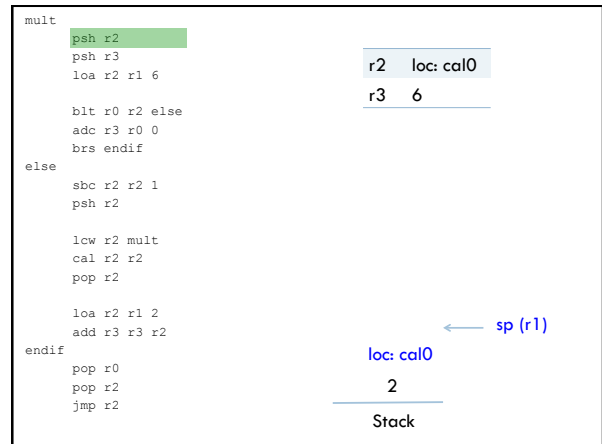 mult
psh r2
psh r3
loa r2 r1 6
blt r0 r2 else
adc r3 r0 0
brs endif
else
sbc r2 r2 1
psh r2
lcw r2 mult
cal r2 r2
pop r2
loa r2 r1 2
add r3 r3 r2
endif
pop r0
pop r2
jmp r2
r2 loc: cal0
r3 6
sp (r1)
loc: cal0
2
Stack